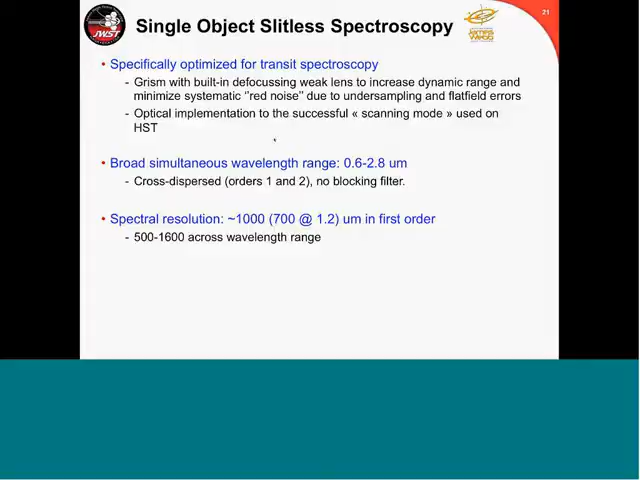 21
JWST
Single Object Slitless Spectroscopy
• Specifically optimized for transit spectroscopy
- Grism with built-in defocussing weak lens to increase dynamic range and
minimize systematic ‘’red noise’’ due to undersampling and flatfield errors
- Optical implementation to the successful « scanning mode » used on
HST
• Broad simultaneous wavelength range: 0.6-2.8 um
- Cross-dispersed (orders 1 and 2), no blocking filter.
• Spectral resolution: ~1000 (700 @ 1.2) um in first order
- 500-1600 across wavelength range